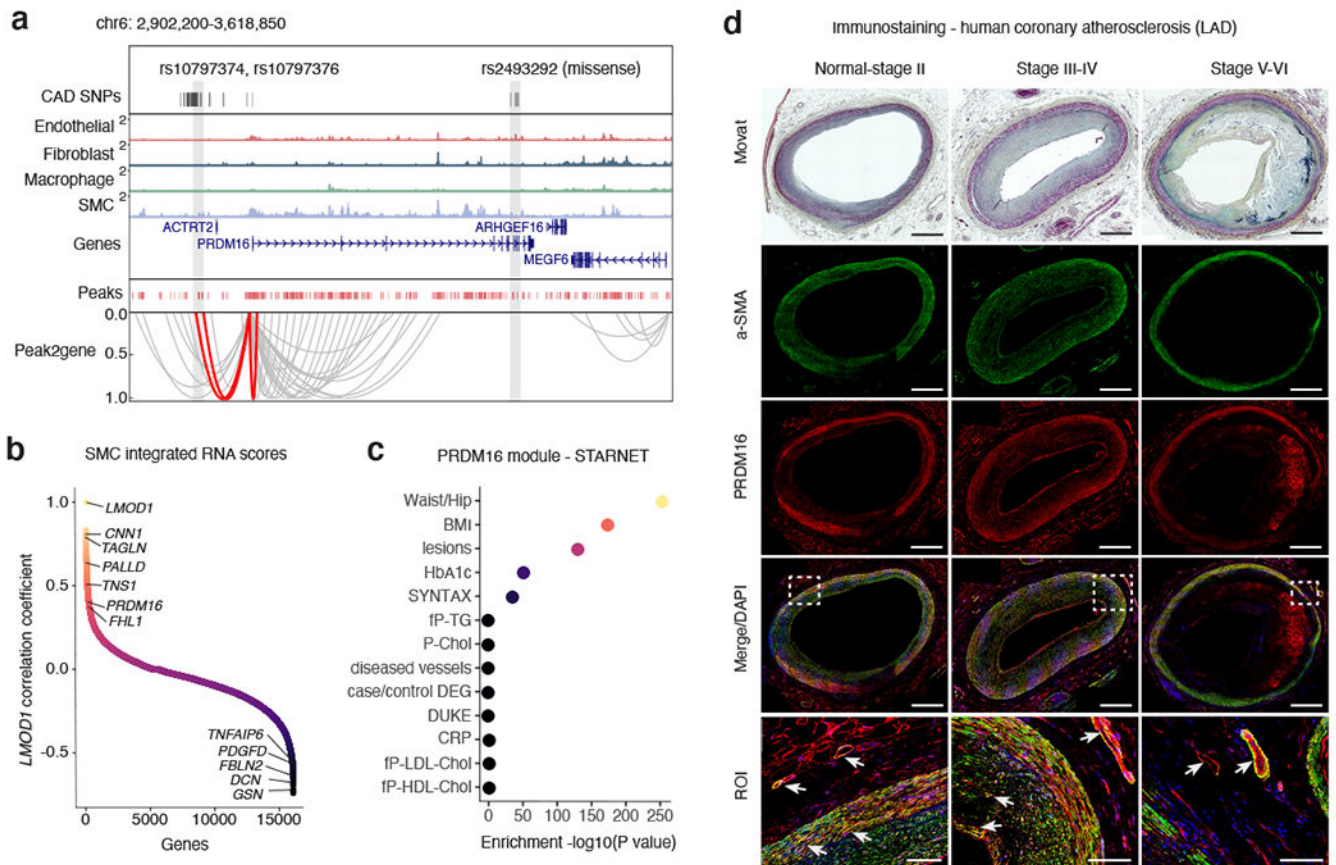 a
chr6: 2,902,200-3,618,850
rs10797374, rs10797376
rs2493292 (missense)
CAD SNPs
Endothelial 2
Fibroblast 2
Macrophage 2
SMC 2
ACTRT2
ARHGEF16
Genes
PRDM16
MEGF6
Peaks
0.0
Peak2gene 0.5
1.0
b
SMC integrated RNA scores
LMOD1 correlation coefficient
1.0
0.5
0.0
-0.5
LMOD1
CNN1
TAGLN
PALLD
TNS1
PRDM16
FHL1
TNFAIP6
PDGFD
FBLN2
DCN
GSN
0 5000 10000 15000
Genes
c
PRDM16 module - STARNET
Waist/Hip
BMI
lesions
HbA1c
SYNTAX
fP-TG
P-Chol
diseased vessels
case/control DEG
DUKE
CRP
fP-LDL-Chol
fP-HDL-Chol
0 50 100 150 200 250
Enrichment -log10(P value)
d
Immunostaining - human coronary atherosclerosis (LAD)
Normal-stage II Stage III-IV Stage V-VI
Movat
a-SMA
PRDM16
Merge/DAPI
ROI